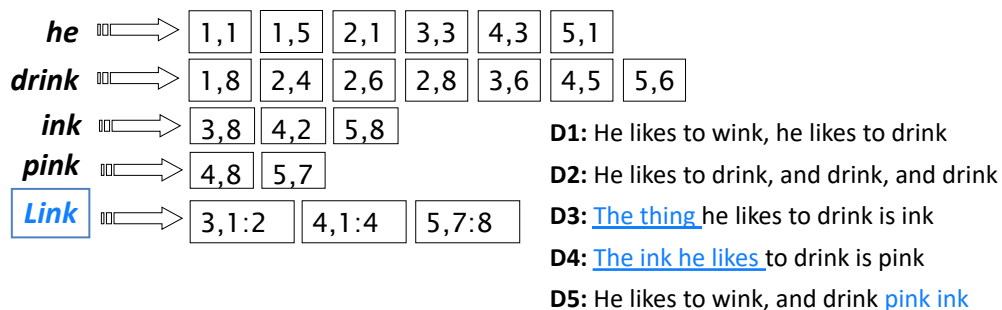 he 1,1 1,5 2,1 3,3 4,3 5,1
drink 1,8 2,4 2,6 2,8 3,6 4,5 5,6
ink 3,8 4,2 5,8
pink 4,8 5,7
Link 3,1:2 4,1:4 5,7:8
D1: He likes to wink, he likes to drink
D2: He likes to drink, and drink, and drink
D3: The thing he likes to drink is ink
D4: The ink he likes to drink is pink
D5: He likes to wink, and drink pink ink